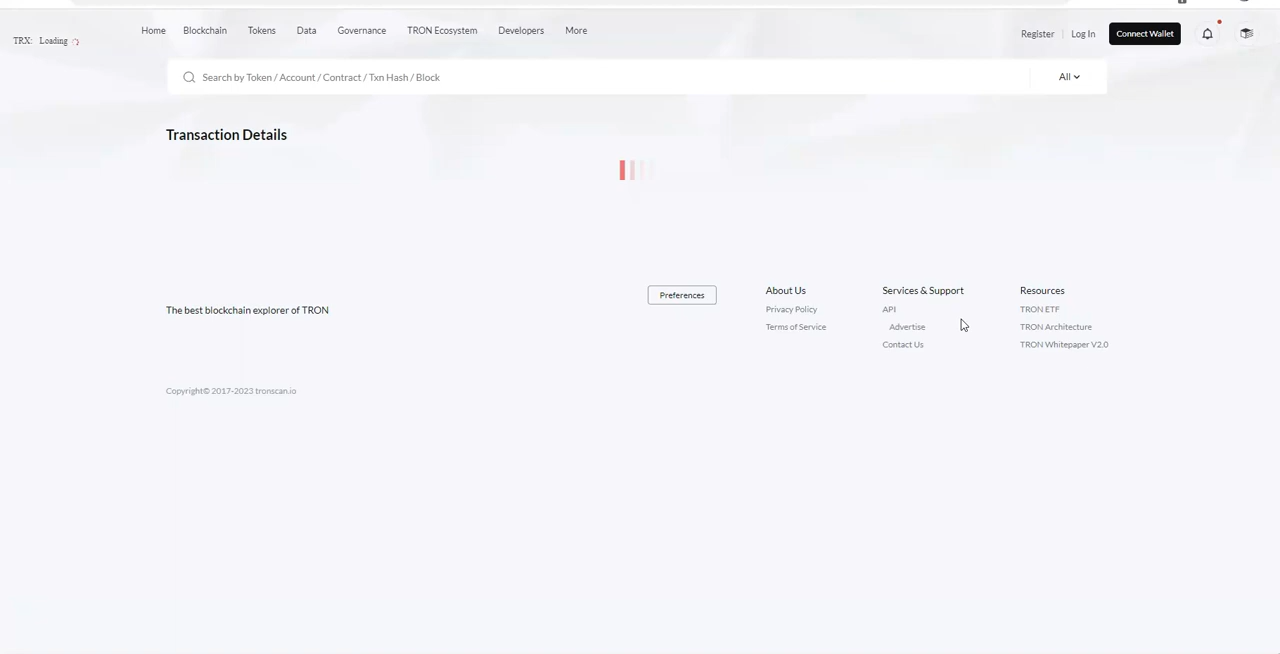 TRX: Loading
Home Blockchain Tokens Data Governance TRON Ecosystem Developers More
Register Log In Connect Wallet
Search by Token / Account / Contract / Txn Hash / Block All
Transaction Details
The best blockchain explorer of TRON
Preferences
About Us
Privacy Policy
Terms of Service
Services & Support
API
Advertise
Contact Us
Resources
TRON ETF
TRON Architecture
TRON Whitepaper V2.0
Copyright© 2017-2023 tronscan.io